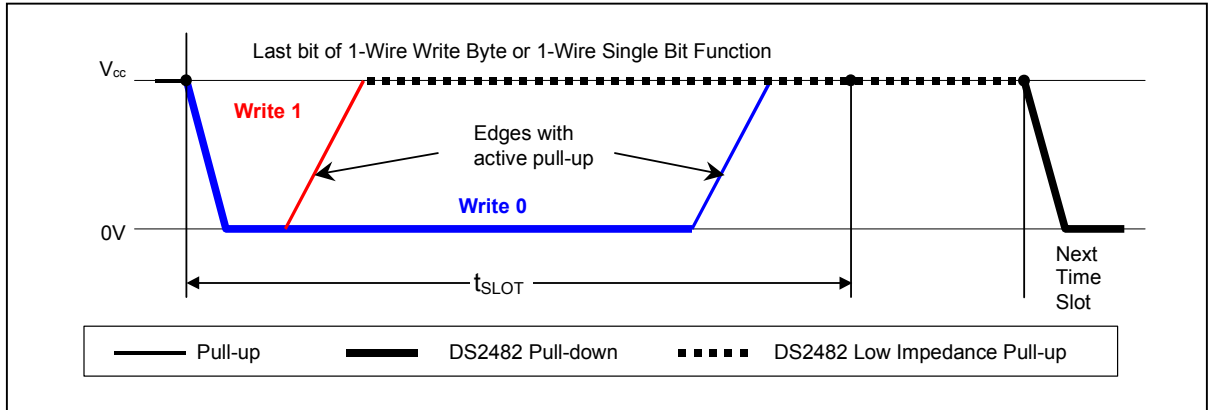 Last bit of 1-Wire Write Byte or 1-Wire Single Bit Function
Vcc
Write 1
Edges with
active pull-up
Write 0
0V
tSLOT
Next
Time
Slot
Pull-up
DS2482 Pull-down
DS2482 Low Impedance Pull-up